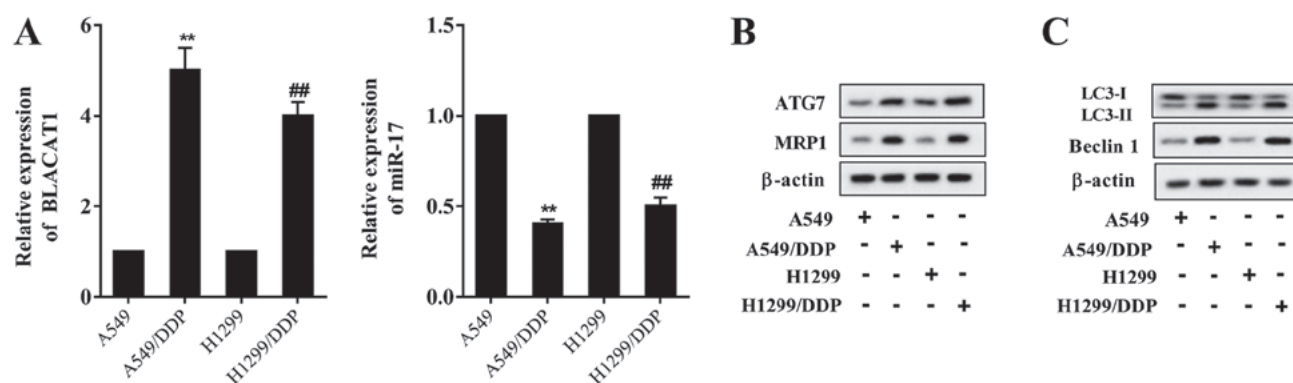 A
Relative expression
of BLACAT1
6
4
2
0
**
##
A549
A549/DDP
H1299
H1299/DDP
Relative expression
of miR-17
1.5
1.0
0.5
0.0
**
##
A549
A549/DDP
H1299
H1299/DDP
B
ATG7
MRP1
β-actin
A549 + - - -
A549/DDP - + - -
H1299 - - + -
H1299/DDP - - - +
C
LC3-I
LC3-II
Beclin 1
β-actin
A549 + - - -
A549/DDP - + - -
H1299 - - + -
H1299/DDP - - - +